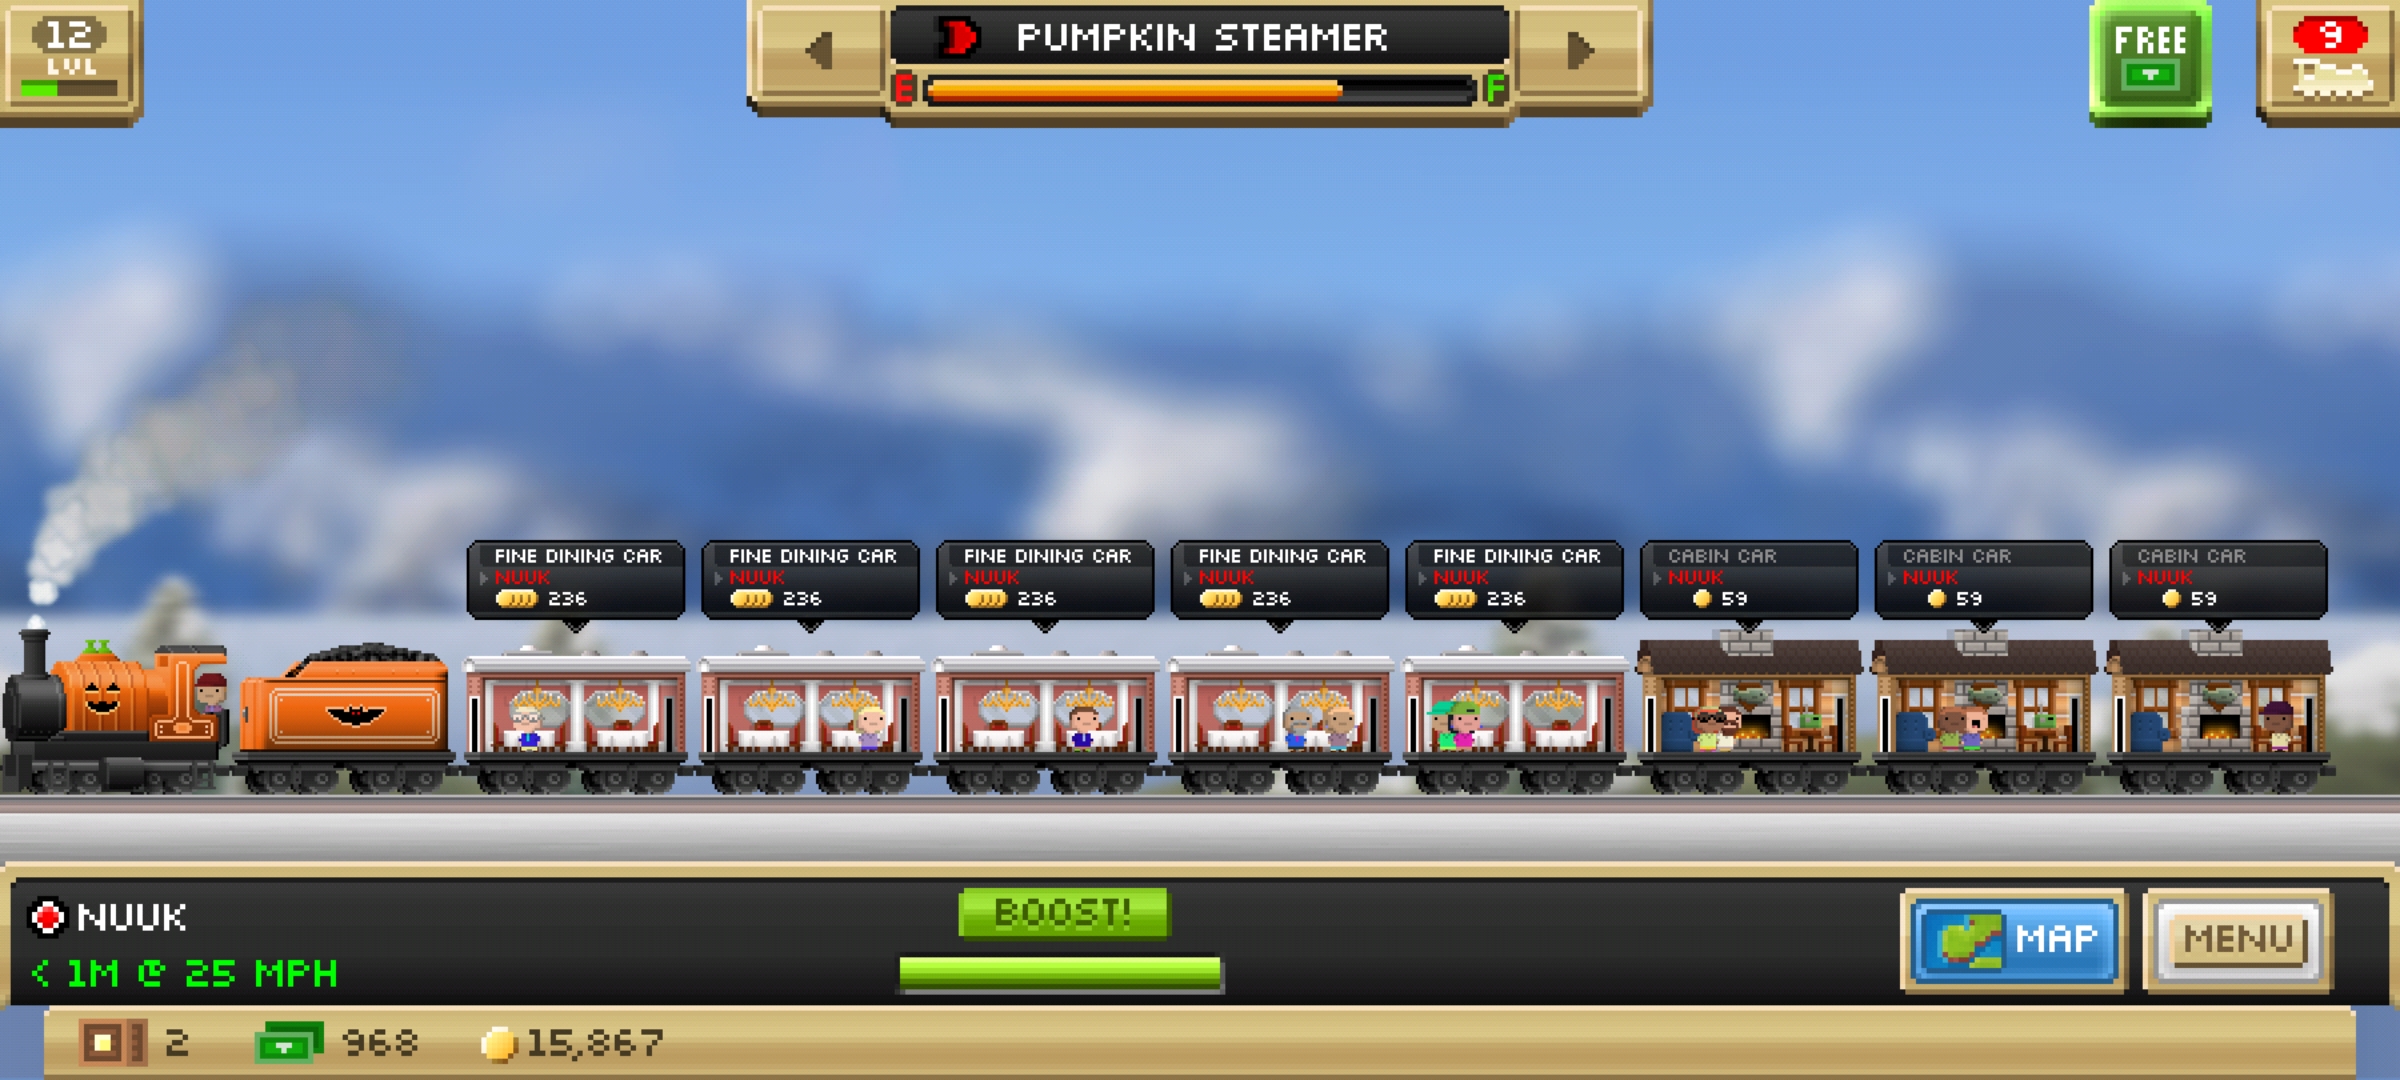 12
LVL
PUMPKIN STEAMER
E F
FREE
9
FINE DINING CAR
NUUK
236
FINE DINING CAR
NUUK
236
FINE DINING CAR
NUUK
236
FINE DINING CAR
NUUK
236
FINE DINING CAR
NUUK
236
CABIN CAR
NUUK
59
CABIN CAR
NUUK
59
CABIN CAR
NUUK
59
NUUK
< 1M @ 25 MPH
BOOST!
MAP
MENU
2
968
15,867